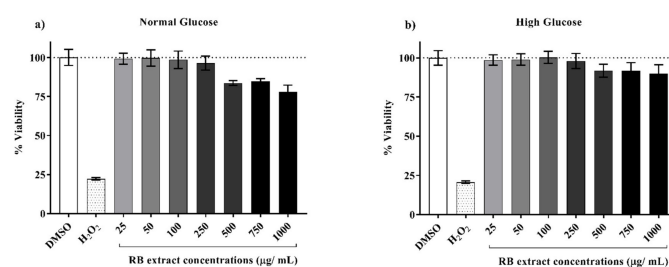 a)
Normal Glucose
% Viability
100
75
50
25
0
DMSO
H₂O₂
25
50
100
250
500
750
1000
RB extract concentrations (µg/ mL)
b)
High Glucose
% Viability
100
75
50
25
0
DMSO
H₂O₂
25
50
100
250
500
750
1000
RB extract concentrations (µg/ mL)